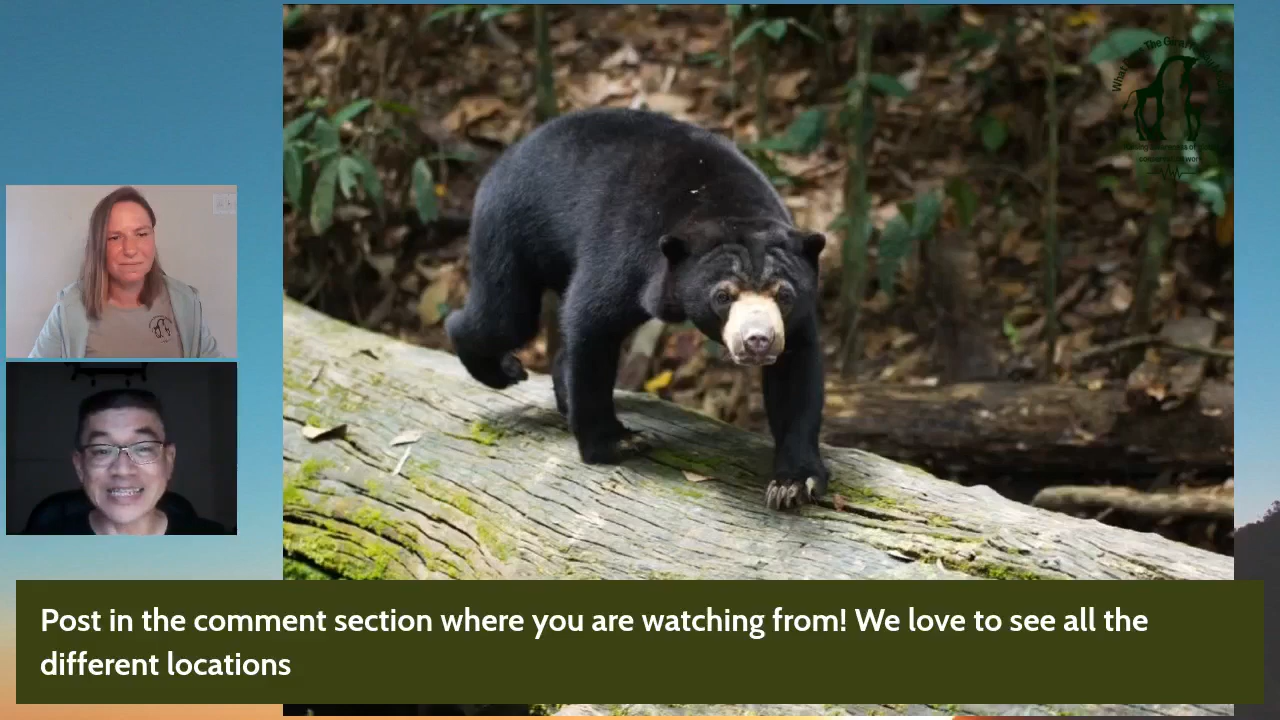 Post in the comment section where you are watching from! We love to see all the
different locations